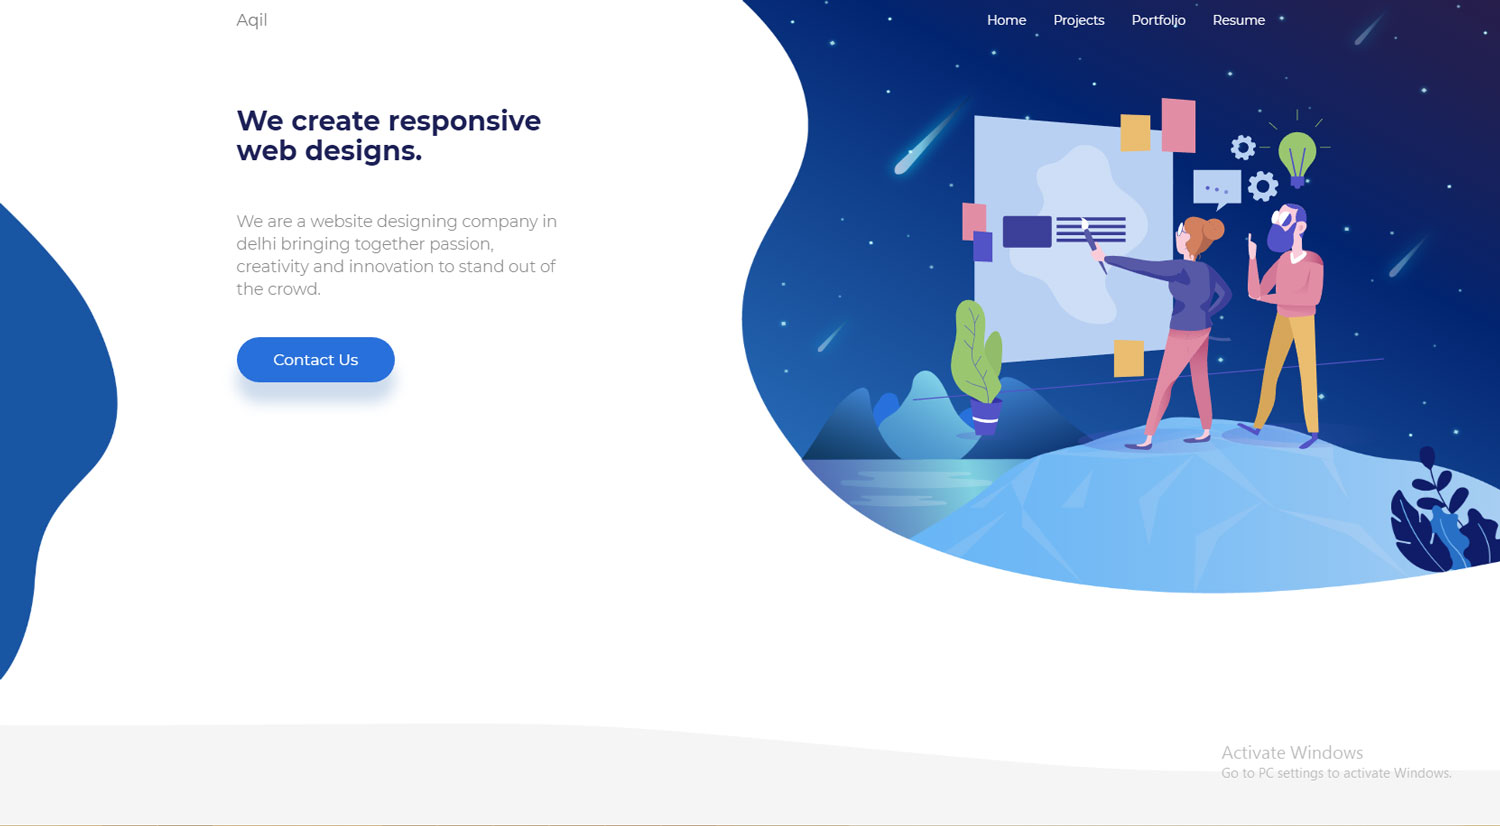 Aqil
Home Projects Portfolio Resume
We create responsive
web designs.
We are a website designing company in
delhi bringing together passion,
creativity and innovation to stand out of
the crowd.
Contact Us
Activate Windows
Go to PC settings to activate Windows.